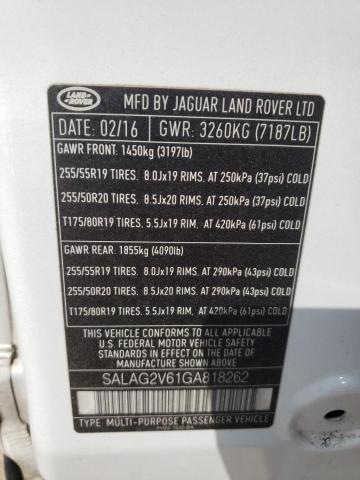 LAND ROVER
MFD BY JAGUAR LAND ROVER LTD
DATE: 02/16 GWR: 3260KG (7187LB)
GAWR FRONT: 1450kg (3197lb)
255/55R19 TIRES. 8.0Jx19 RIMS. AT 250kPa (37psi) COLD
255/50R20 TIRES. 8.5Jx20 RIMS. AT 250kPa (37psi) COLD
T175/80R19 TIRES. 5.5Jx19 RIM. AT 420kPa (61psi) COLD
GAWR REAR: 1855kg (4090lb)
255/55R19 TIRES. 8.0Jx19 RIMS. AT 290kPa (43psi) COLD
255/50R20 TIRES. 8.5Jx20 RIMS. AT 290kPa (43psi) COLD
T175/80R19 TIRES. 5.5Jx19 RIM. AT 420kPa (61psi) COLD
THIS VEHICLE CONFORMS TO ALL APPLICABLE
U.S. FEDERAL MOTOR VEHICLE SAFETY
STANDARDS IN EFFECT ON THE DATE OF
MANUFACTURE SHOWN ABOVE
SALAG2V61GA818262
TYPE: MULTI-PURPOSE PASSENGER VEHICLE